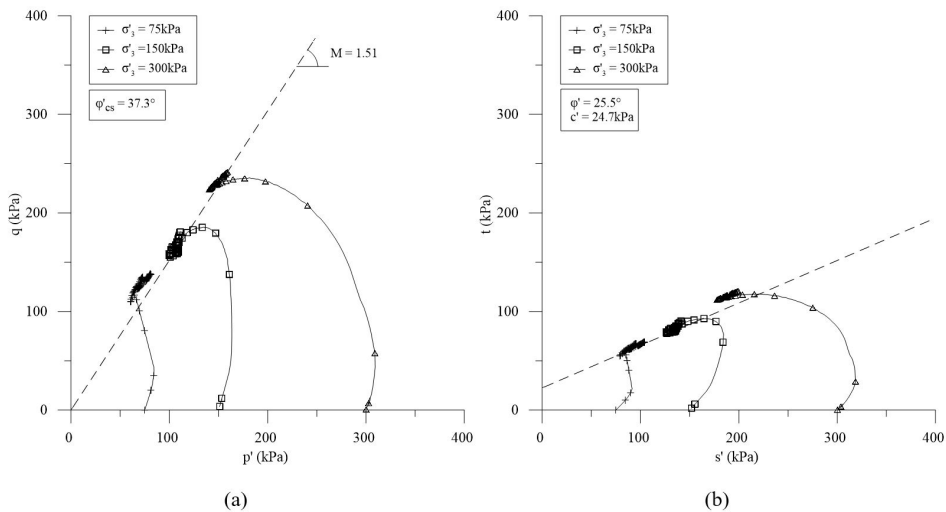 400
300
200
100
0
q (kPa)
σ'3 = 75kPa
σ'3 =150kPa
σ'3 = 300kPa
φ'cs = 37.3°
M = 1.51
0 100 200 300 400
p' (kPa)
(a)
400
300
200
100
0
t (kPa)
σ'3 = 75kPa
σ'3 =150kPa
σ'3 = 300kPa
φ' = 25.5°
c' = 24.7kPa
0 100 200 300 400
s' (kPa)
(b)